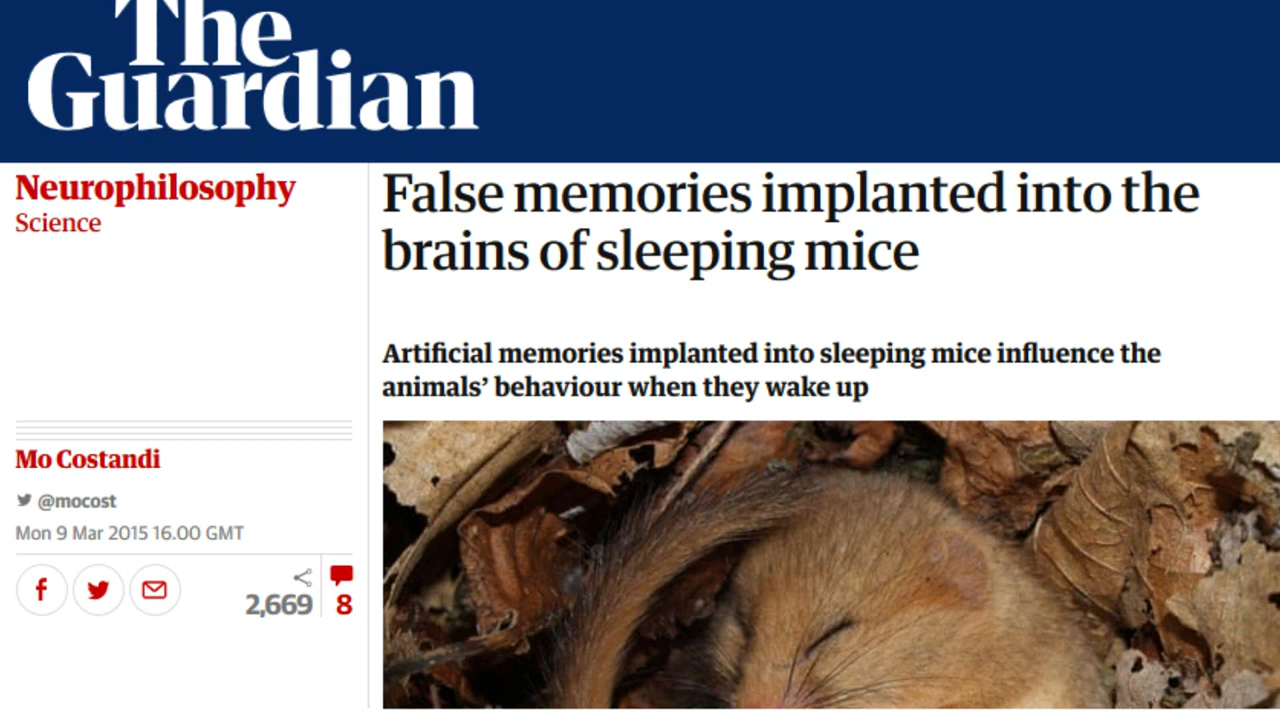 The
Guardian
Neurophilosophy
Science
False memories implanted into the
brains of sleeping mice
Artificial memories implanted into sleeping mice influence the
animals’ behaviour when they wake up
Mo Costandi
@mocost
Mon 9 Mar 2015 16.00 GMT
2,669
8